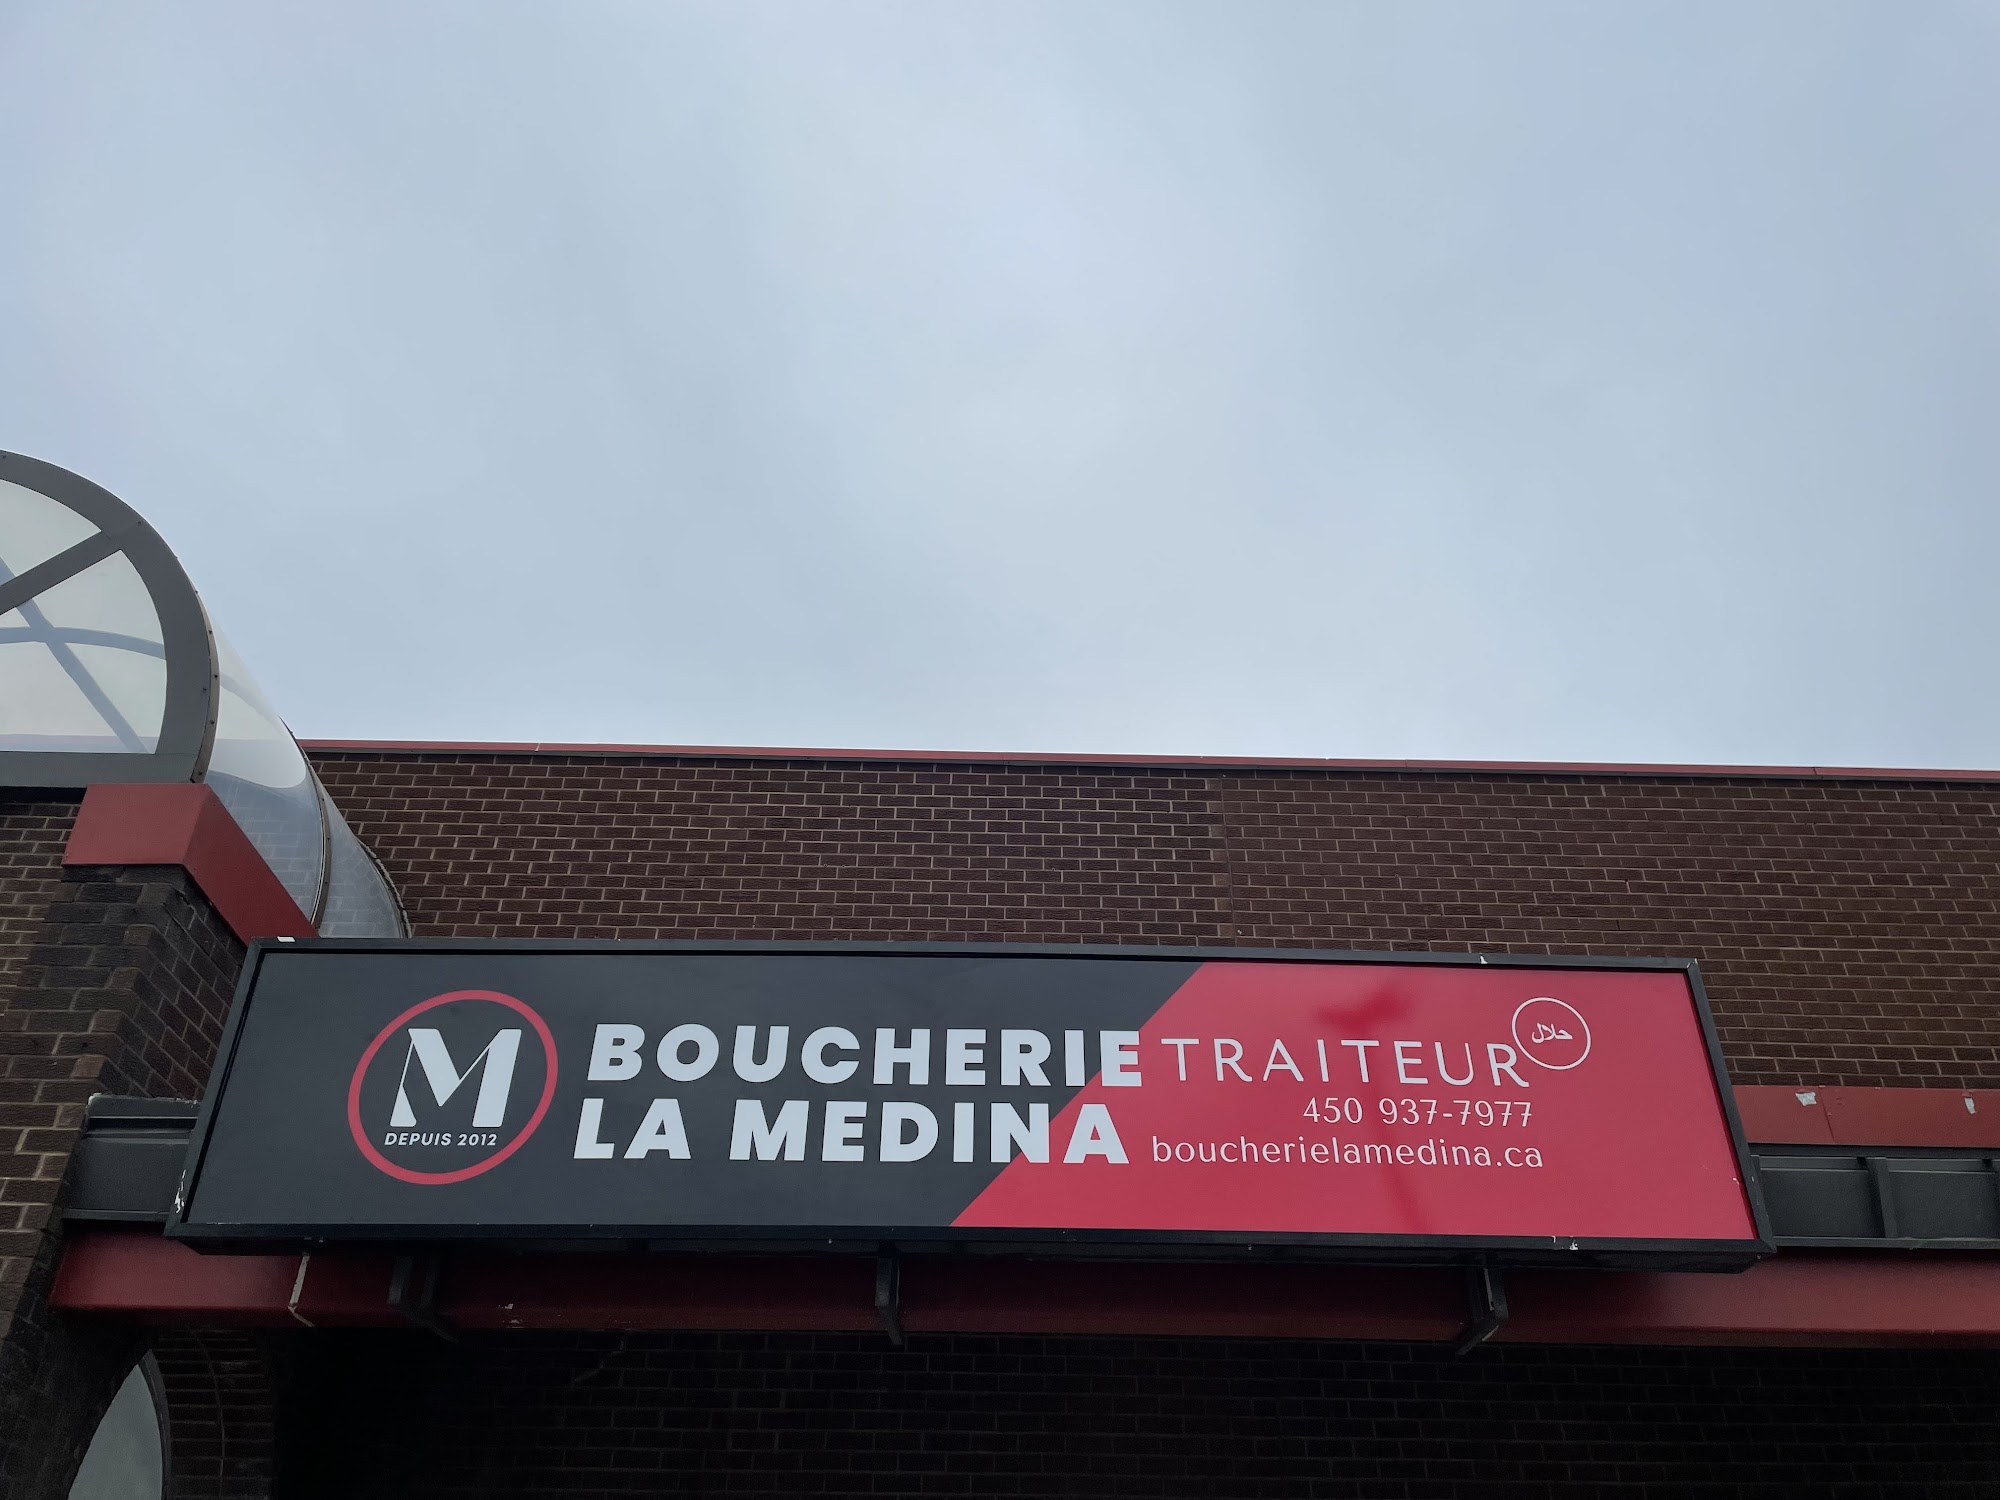 M
DEPUIS 2012
BOUCHERIE
LA MEDINA
TRAITEUR
حلال
450 937-7977
boucherielamedina.ca